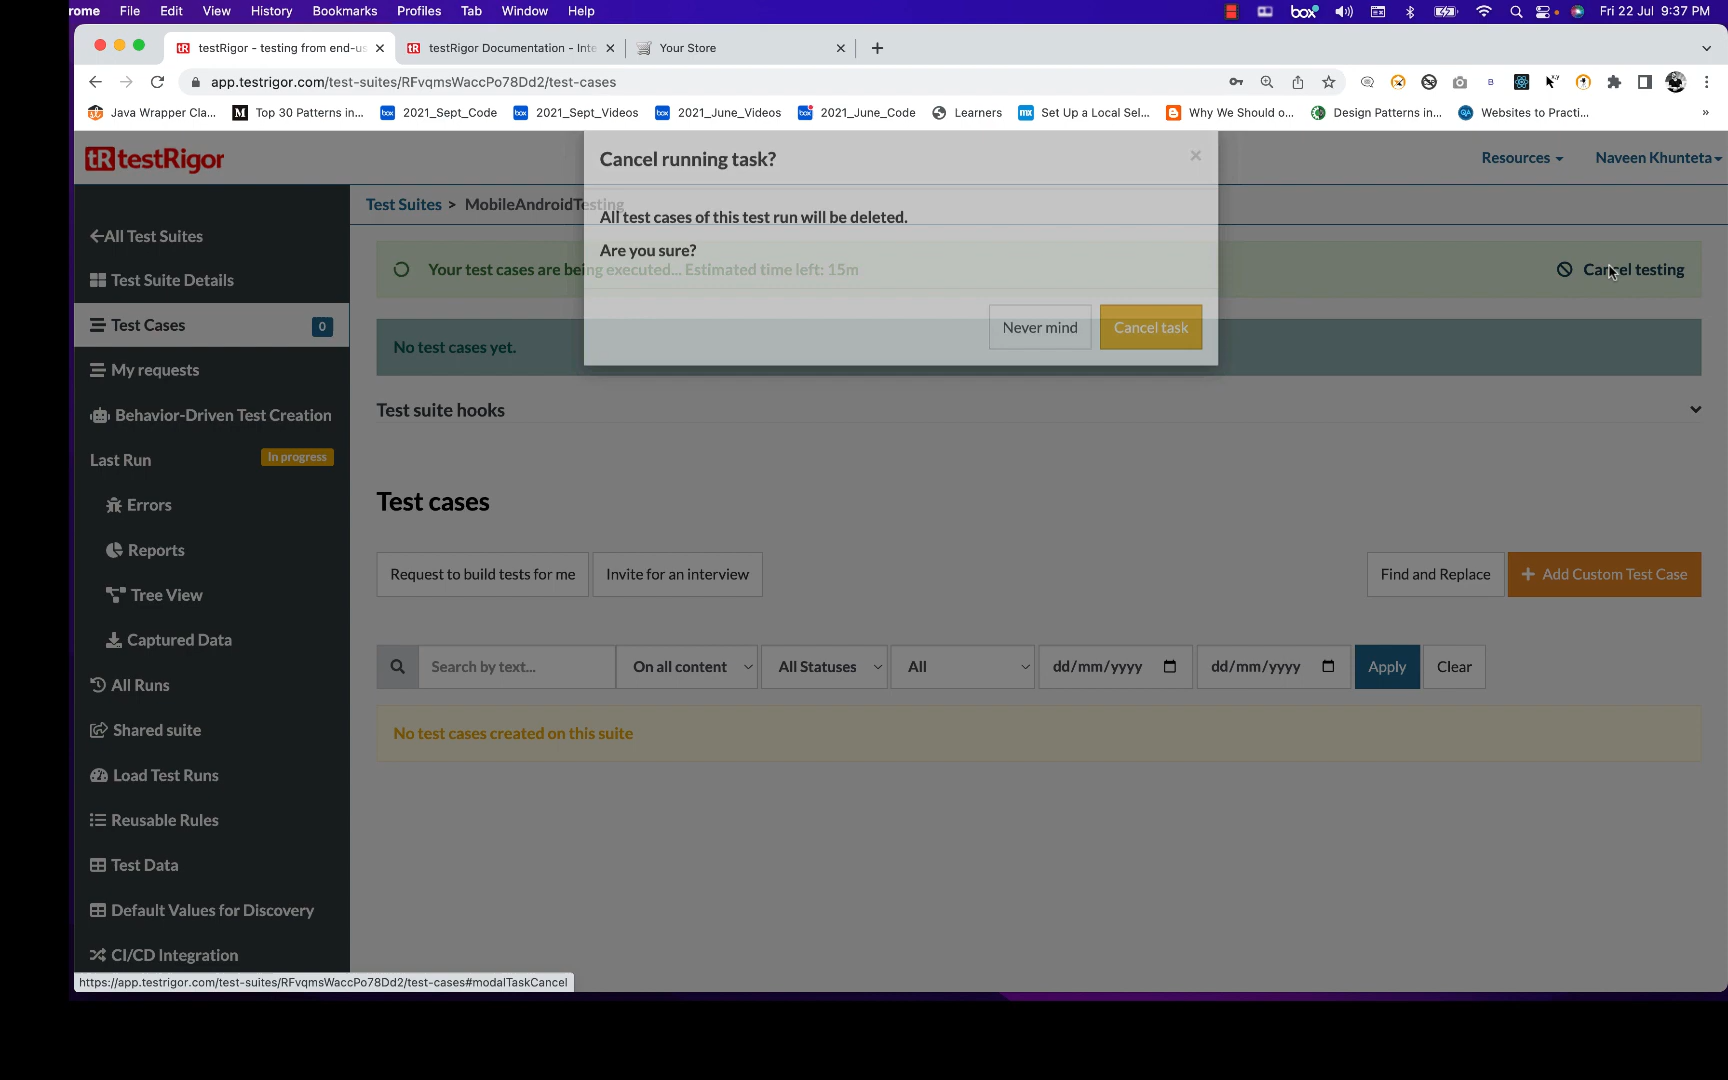 rome File Edit View History Bookmarks Profiles Tab Window Help box Fri 22 Jul 9:37 PM
tR testRigor - testing from end-us tR testRigor Documentation - Inte Your Store
app.testrigor.com/test-suites/RFvqmsWaccPo78Dd2/test-cases
Java Wrapper Cla... M Top 30 Patterns in... box 2021_Sept_Code box 2021_Sept_Videos box 2021_June_Videos box 2021_June_Code Learners mx Set Up a Local Sel... Why We Should o... Design Patterns in... QA Websites to Practi... »
tR testRigor
Resources
Naveen Khunteta
Cancel running task?
×
All test cases of this test run will be deleted.
Are you sure?
Never mind
Cancel task
Test Suites > MobileAndroidTesting
Your test cases are being executed... Estimated time left: 15m
Cancel testing
No test cases yet.
Test suite hooks
Test cases
Request to build tests for me
Invite for an interview
Find and Replace
+ Add Custom Test Case
Search by text...
On all content
All Statuses
All
dd/mm/yyyy
dd/mm/yyyy
Apply
Clear
No test cases created on this suite
All Test Suites
Test Suite Details
Test Cases 0
My requests
Behavior-Driven Test Creation
Last Run In progress
Errors
Reports
Tree View
Captured Data
All Runs
Shared suite
Load Test Runs
Reusable Rules
Test Data
Default Values for Discovery
CI/CD Integration
https://app.testrigor.com/test-suites/RFvqmsWaccPo78Dd2/test-cases#modalTaskCancel